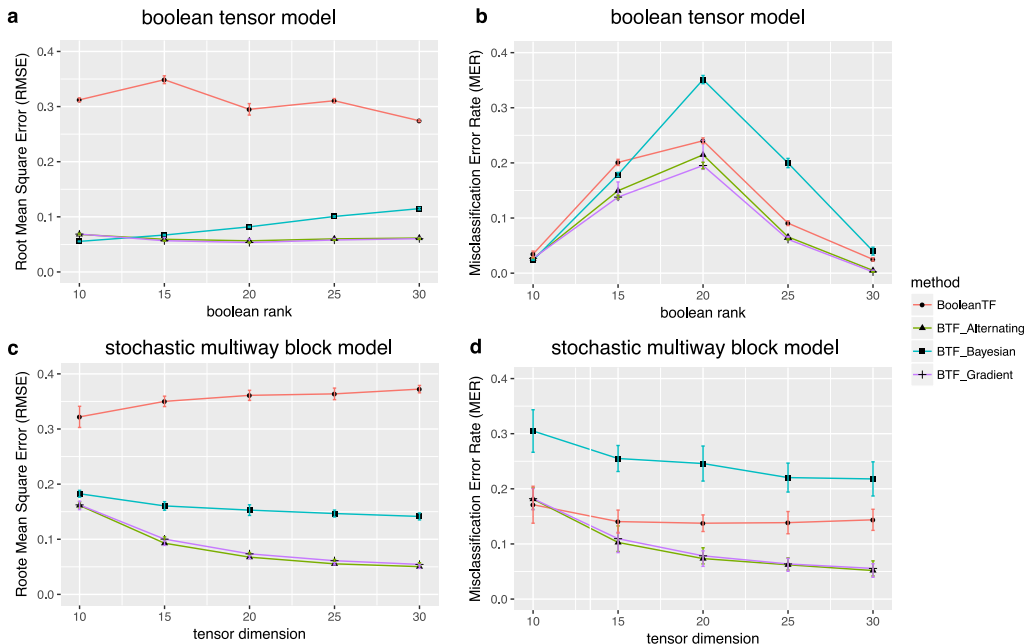 a
boolean tensor model
Root Mean Square Error (RMSE)
0.4
0.3
0.2
0.1
0.0
10 15 20 25 30
boolean rank
b
boolean tensor model
Misclassification Error Rate (MER)
0.4
0.3
0.2
0.1
0.0
10 15 20 25 30
boolean rank
method
BooleanTF
BTF_Alternating
BTF_Bayesian
BTF_Gradient
c
stochastic multiway block model
Roote Mean Square Error (RMSE)
0.4
0.3
0.2
0.1
0.0
10 15 20 25 30
tensor dimension
d
stochastic multiway block model
Misclassification Error Rate (MER)
0.4
0.3
0.2
0.1
0.0
10 15 20 25 30
tensor dimension